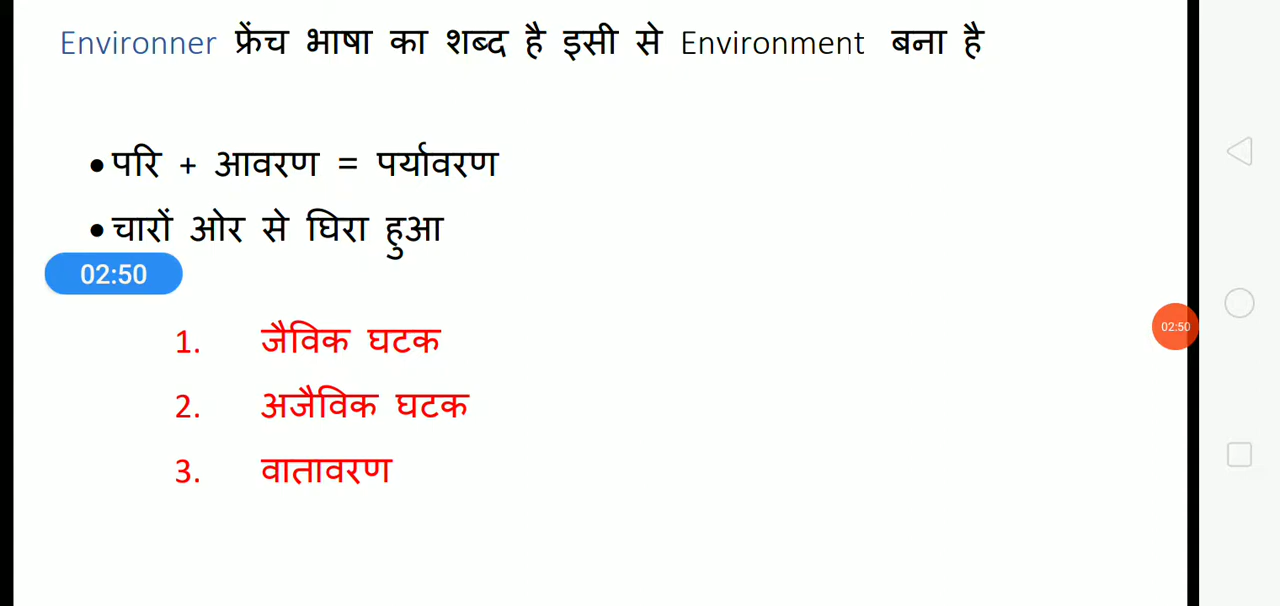 Environner फ्रेंच भाषा का शब्द है इसी से Environment बना है
• परि + आवरण = पर्यावरण
• चारों ओर से घिरा हुआ
02:50
02:50
1. जैविक घटक
2. अजैविक घटक
3. वातावरण